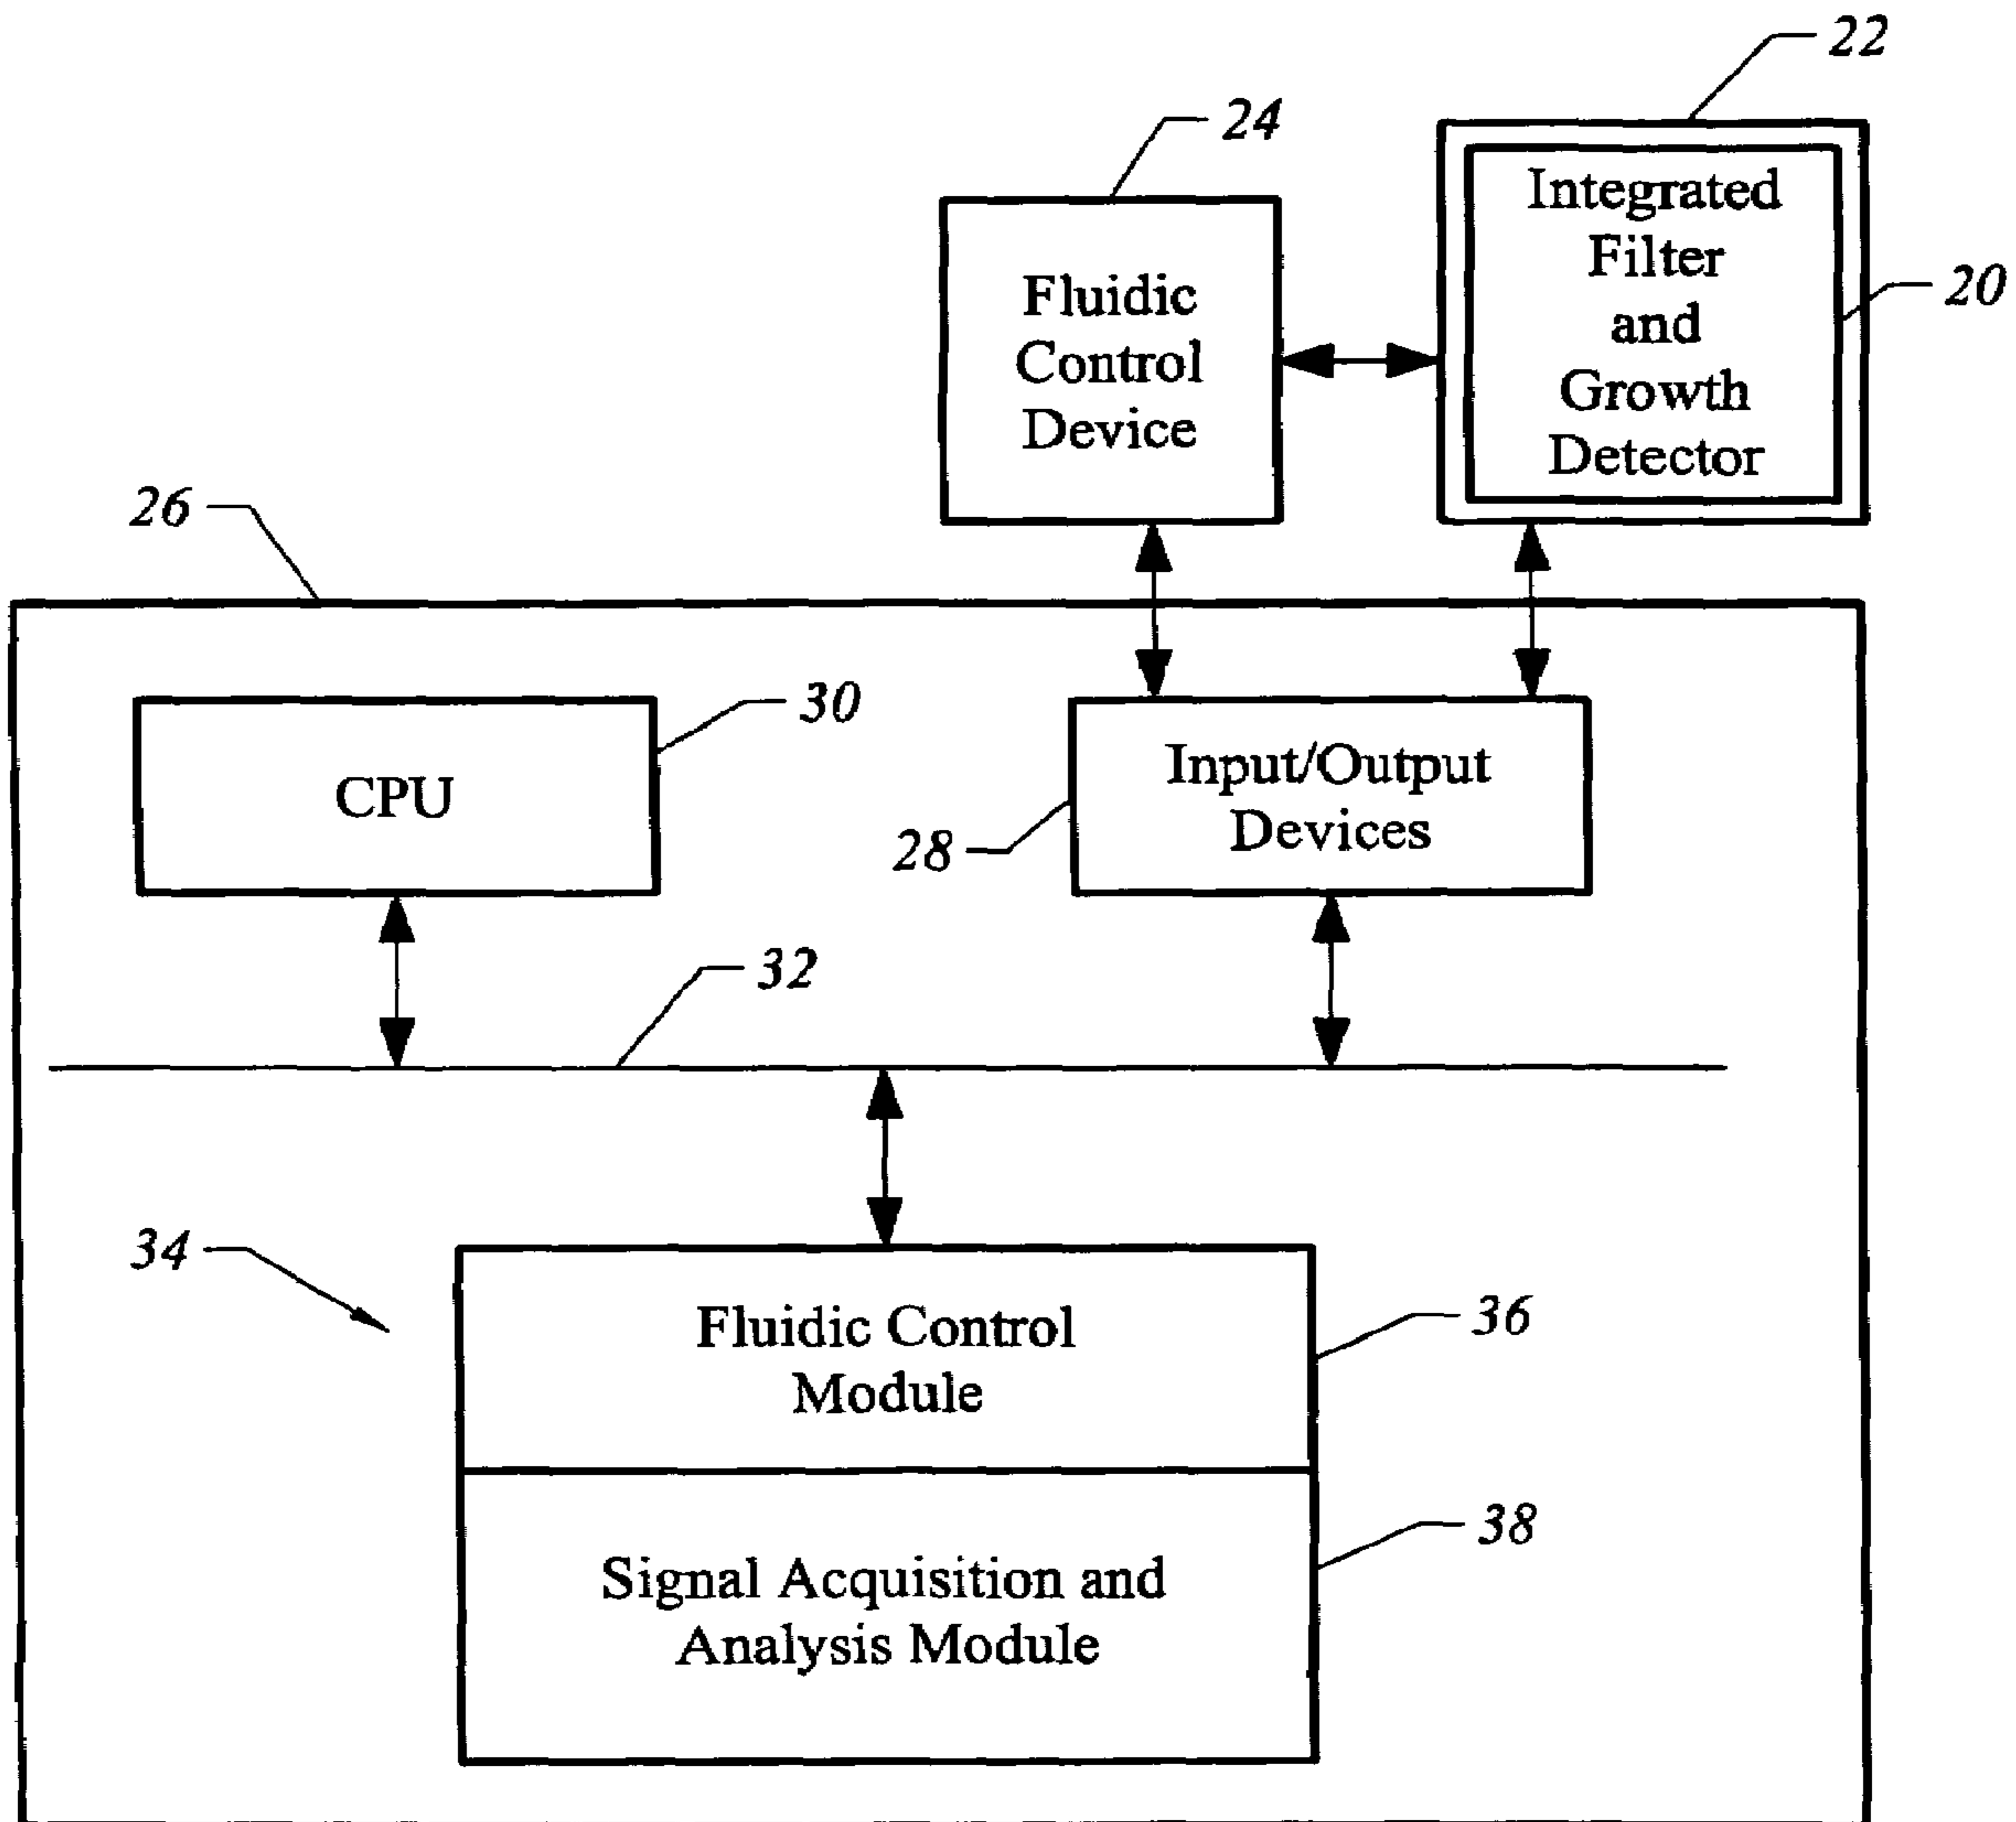 22
24
Integrated
Filter
and
Growth
Detector
20
Fluidic
Control
Device
26
30
CPU
Input/Output
Devices
28
32
34
Fluidic Control
Module
36
38
Signal Acquisition and
Analysis Module